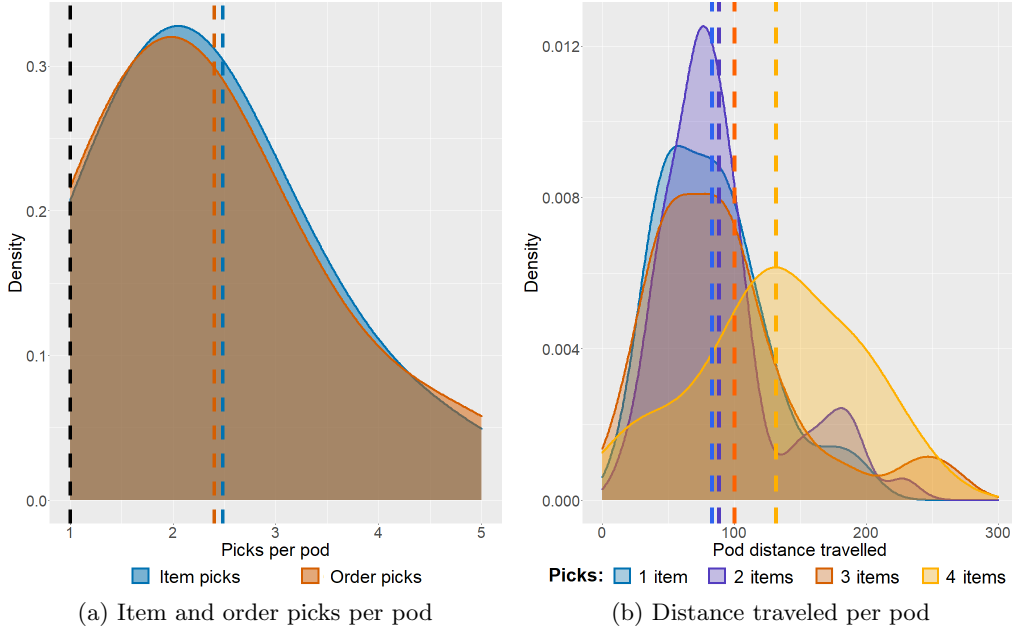 0.3
0.2
0.1
0.0
Density
1 2 3 4 5
Picks per pod
Item picks Order picks
(a) Item and order picks per pod
0.012
0.008
0.004
0.000
Density
0 100 200 300
Pod distance travelled
Picks: 1 item 2 items 3 items 4 items
(b) Distance traveled per pod